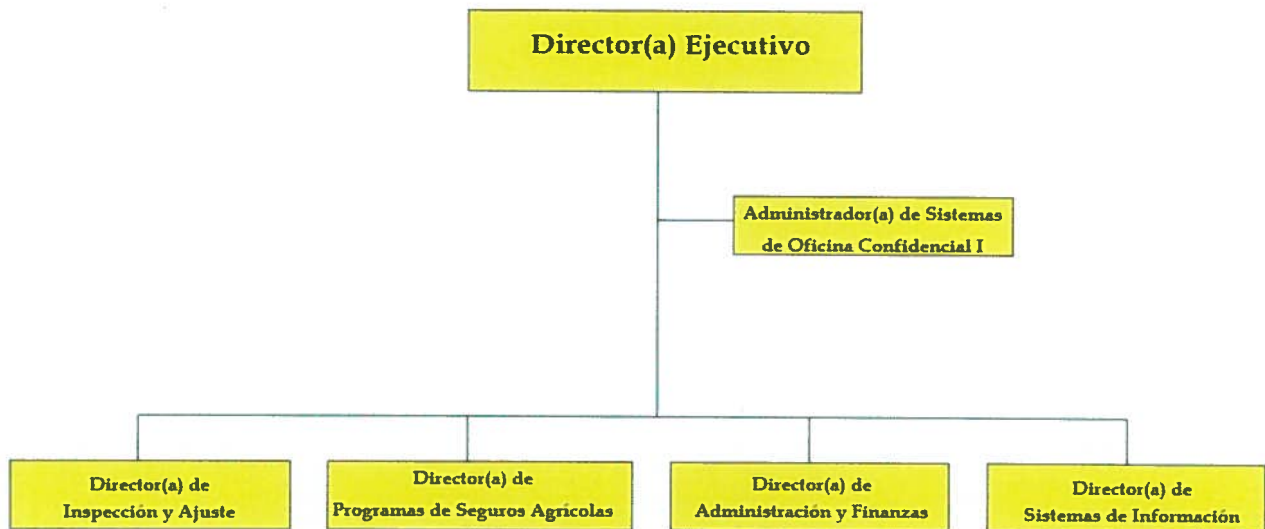 Director(a) Ejecutivo
Administrador(a) de Sistemas
de Oficina Confidencial I
Director(a) de
Inspección y Ajuste
Director(a) de
Programas de Seguros Agrícolas
Director(a) de
Administración y Finanzas
Director(a) de
Sistemas de Información